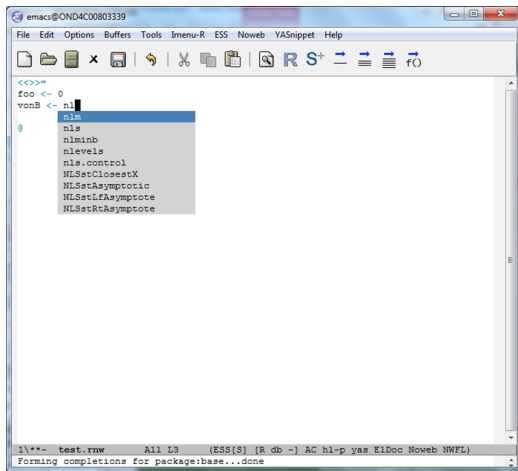 emacs@OND4C00803339
File Edit Options Buffers Tools Imenu-R ESS Noweb YASnippet Help
R S+ f()
<<>>=
foo <- 0
vonB <- nl
nlm
@ nls
nlminb
nlevels
nls.control
NLSstClosestX
NLSstAsymptotic
NLSstLfAsymptote
NLSstRtAsymptote
1\**- test.rnw All L3 (ESS[S] [R db -] AC hl-p yas ElDoc Noweb NWFL)
Forming completions for package:base...done